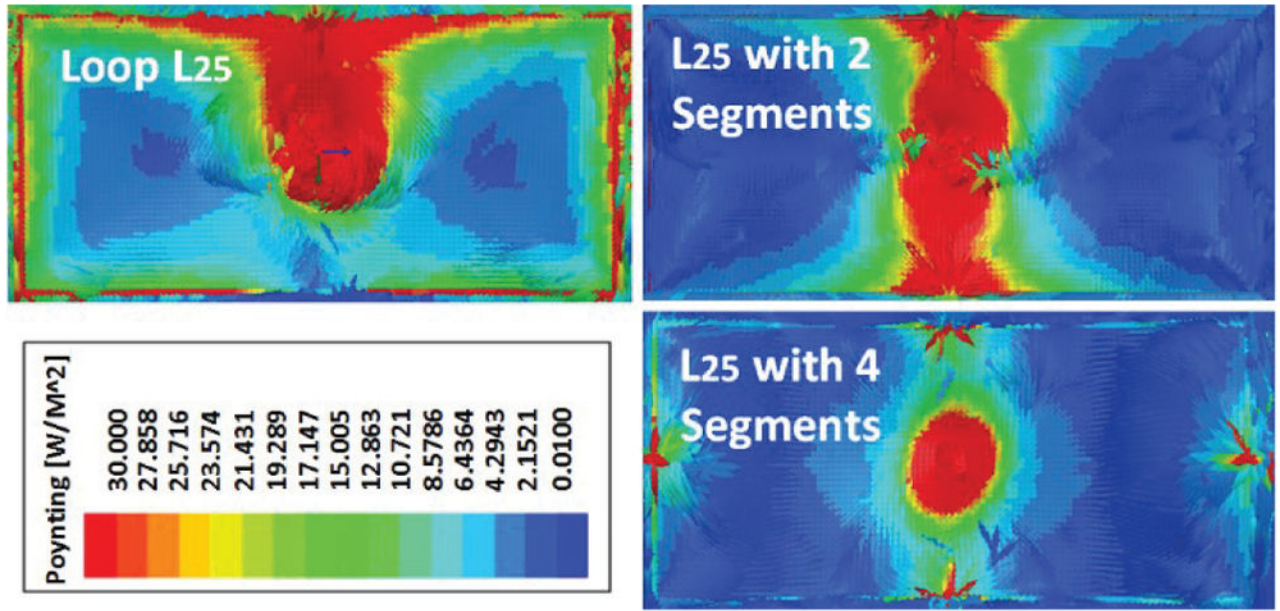 Loop L25
L25 with 2
Segments
Poynting [W/M^2]
30.000
27.858
25.716
23.574
21.431
19.289
17.147
15.005
12.863
10.721
8.5786
6.4364
4.2943
2.1521
0.0100
L25 with 4
Segments